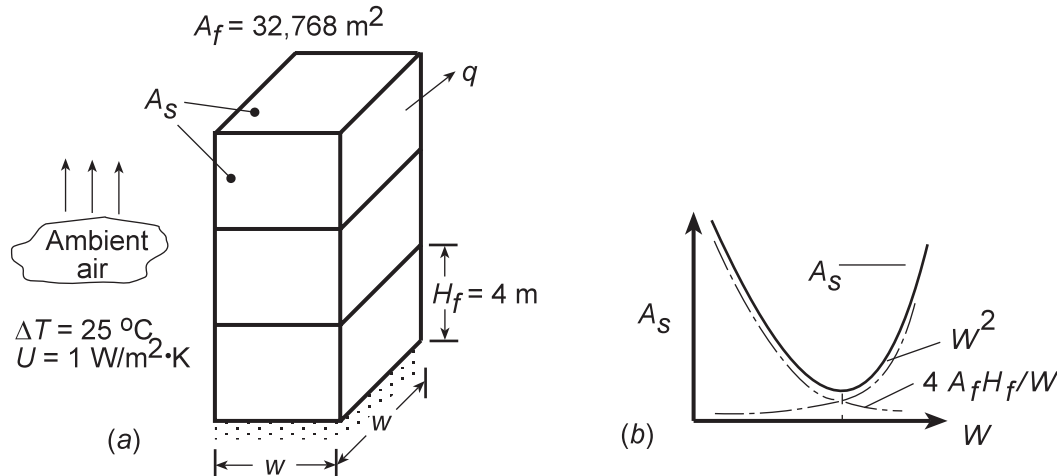 A_f = 32,768 m²
q
A_s
Ambient
air
H_f = 4 m
ΔT = 25 °C
U = 1 W/m²•K
w
w
(a)
A_s
A_s
W²
4 A_f H_f/W
W
(b)